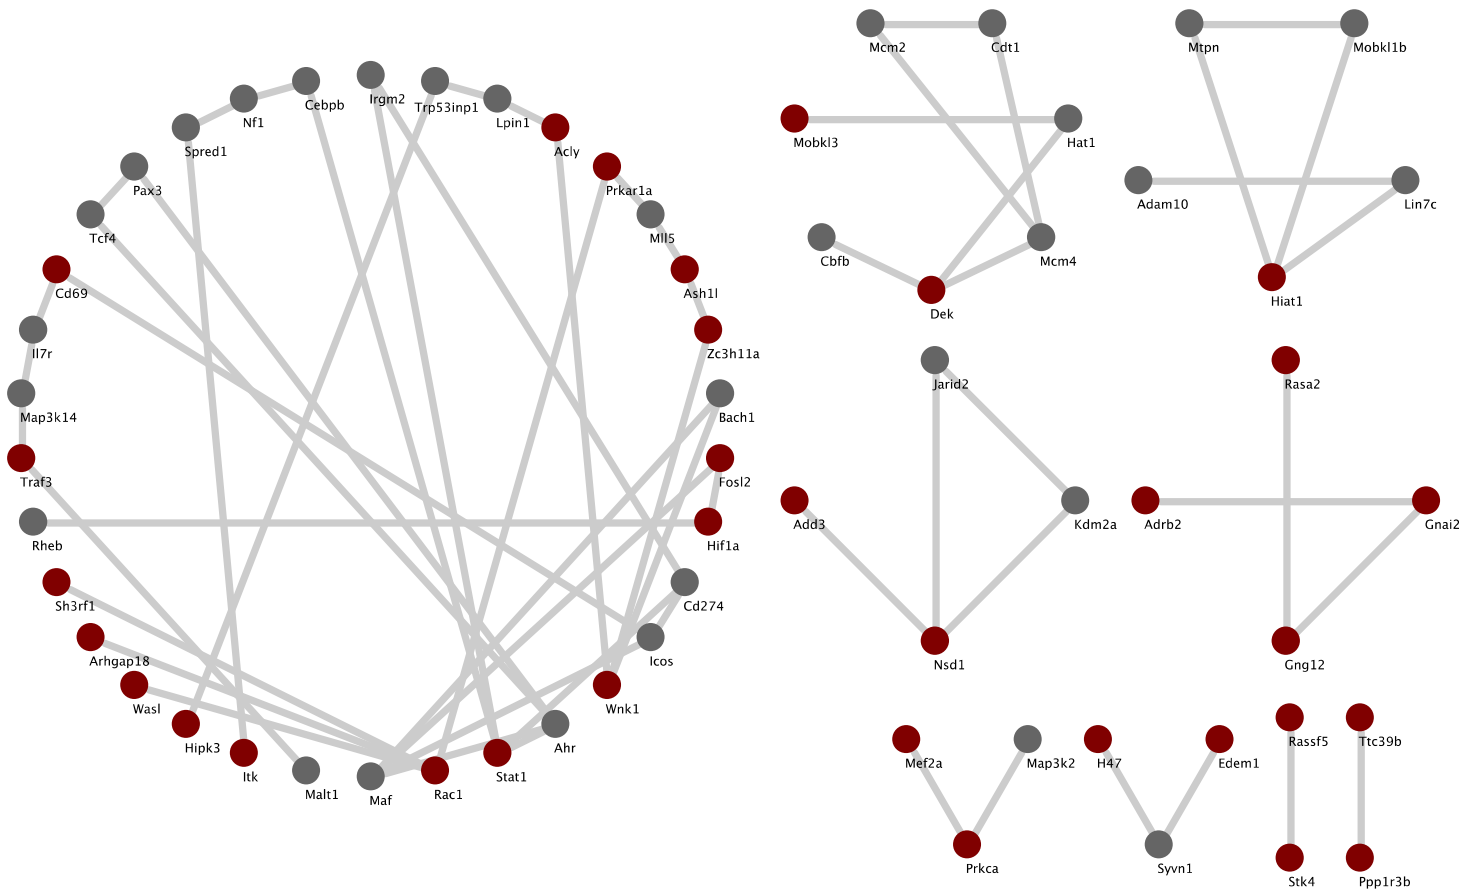 Cebpb
Irgm2
Trp53inp1
Nf1
Lpin1
Spred1
Acly
Pax3
Prkar1a
Tcf4
Mll5
Cd69
Ash1l
Il7r
Zc3h11a
Map3k14
Bach1
Traf3
Fosl2
Rheb
Hif1a
Sh3rf1
Cd274
Arhgap18
Icos
Wasl
Wnk1
Hipk3
Ahr
Itk
Stat1
Malt1
Maf
Rac1
Mcm2
Cdt1
Mobkl3
Hat1
Cbfb
Mcm4
Dek
Mtpn
Mobkl1b
Adam10
Lin7c
Hiat1
Jarid2
Add3
Kdm2a
Nsd1
Rasa2
Adrb2
Gnai2
Gng12
Mef2a
Map3k2
Prkca
H47
Edem1
Syvn1
Rassf5
Stk4
Ttc39b
Ppp1r3b